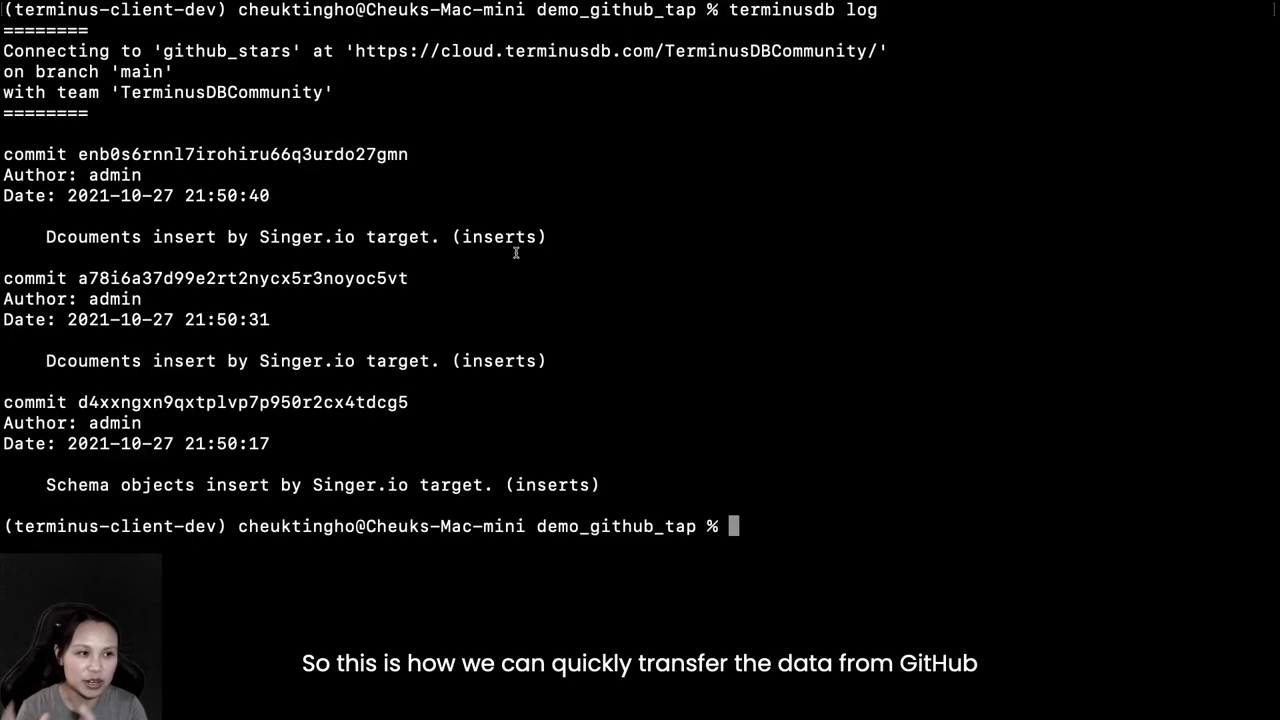 (terminus-client-dev) cheuktingho@Cheuks-Mac-mini demo_github_tap % terminusdb log
========
Connecting to 'github_stars' at 'https://cloud.terminusdb.com/TerminusDBCommunity/'
on branch 'main'
with team 'TerminusDBCommunity'
========
commit enb0s6rnnl7irohiru66q3urdo27gmn
Author: admin
Date: 2021-10-27 21:50:40
Dcouments insert by Singer.io target. (inserts)
commit a78i6a37d99e2rt2nycx5r3noyoc5vt
Author: admin
Date: 2021-10-27 21:50:31
Dcouments insert by Singer.io target. (inserts)
commit d4xxngxn9qxtplvp7p950r2cx4tdcg5
Author: admin
Date: 2021-10-27 21:50:17
Schema objects insert by Singer.io target. (inserts)
(terminus-client-dev) cheuktingho@Cheuks-Mac-mini demo_github_tap %
So this is how we can quickly transfer the data from GitHub